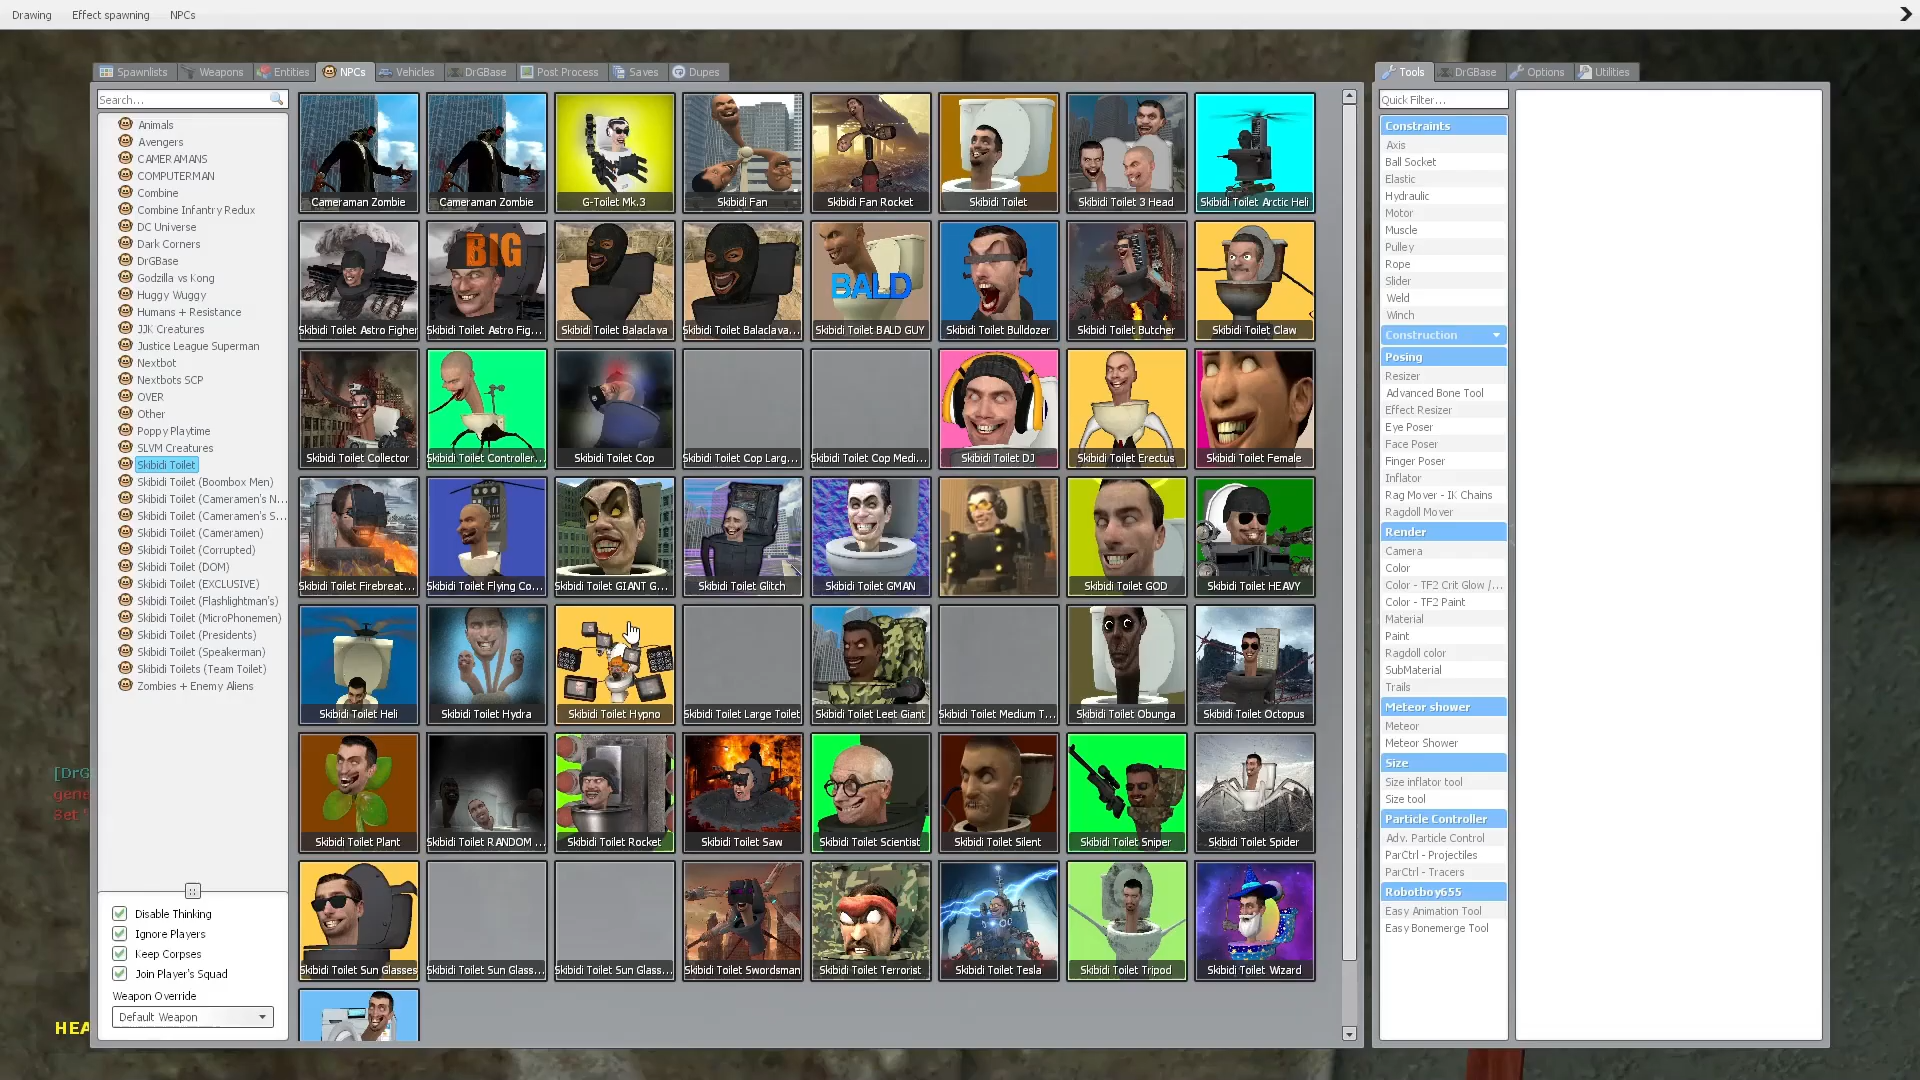 Drawing Effect spawning NPCs
Spawnlists Weapons Entities NPCs Vehicles DrGBase Post Process Saves Dupes
Tools DrGBase Options Utilities
Search...
Animals
Avengers
CAMERAMANS
COMPUTERMAN
Combine
Combine Infantry Redux
DC Universe
Dark Corners
DrGBase
Godzilla vs Kong
Huggy Wuggy
Humans + Resistance
JJK Creatures
Justice League Superman
Nextbot
Nextbots SCP
OVER
Other
Poppy Playtime
SLVM Creatures
Skibidi Toilet
Skibidi Toilet (Boombox Men)
Skibidi Toilet (Cameramen's N...
Skibidi Toilet (Cameramen's S...
Skibidi Toilet (Cameramen)
Skibidi Toilet (Corrupted)
Skibidi Toilet (DOM)
Skibidi Toilet (EXCLUSIVE)
Skibidi Toilet (Flashlightman's)
Skibidi Toilet (MicroPhonemen)
Skibidi Toilet (Presidents)
Skibidi Toilet (Speakerman)
Skibidi Toilets (Team Toilet)
Zombies + Enemy Aliens
Disable Thinking
Ignore Players
Keep Corpses
Join Player's Squad
Weapon Override
Default Weapon
Cameraman Zombie Cameraman Zombie G-Toilet Mk.3 Skibidi Fan Skibidi Fan Rocket Skibidi Toilet Skibidi Toilet 3 Head Skibidi Toilet Arctic Heli
BIG
BALD
Skibidi Toilet Astro Figher Skibidi Toilet Astro Fig... Skibidi Toilet Balaclava Skibidi Toilet Balaclava... Skibidi Toilet BALD GUY Skibidi Toilet Bulldozer Skibidi Toilet Butcher Skibidi Toilet Claw
Skibidi Toilet Collector Skibidi Toilet Controller... Skibidi Toilet Cop Skibidi Toilet Cop Larg... Skibidi Toilet Cop Medi... Skibidi Toilet DJ Skibidi Toilet Erectus Skibidi Toilet Female
Skibidi Toilet Firebreat... Skibidi Toilet Flying Co... Skibidi Toilet GIANT G... Skibidi Toilet Glitch Skibidi Toilet GMAN Skibidi Toilet GOD Skibidi Toilet HEAVY
Skibidi Toilet Heli Skibidi Toilet Hydra Skibidi Toilet Hypno Skibidi Toilet Large Toilet Skibidi Toilet Leet Giant Skibidi Toilet Medium T... Skibidi Toilet Obunga Skibidi Toilet Octopus
Skibidi Toilet Plant Skibidi Toilet RANDOM ... Skibidi Toilet Rocket Skibidi Toilet Saw Skibidi Toilet Scientist Skibidi Toilet Silent Skibidi Toilet Sniper Skibidi Toilet Spider
Skibidi Toilet Sun Glasses Skibidi Toilet Sun Glass... Skibidi Toilet Sun Glass... Skibidi Toilet Swordsman Skibidi Toilet Terrorist Skibidi Toilet Tesla Skibidi Toilet Tripod Skibidi Toilet Wizard
Quick Filter...
Constraints
Axis
Ball Socket
Elastic
Hydraulic
Motor
Muscle
Pulley
Rope
Slider
Weld
Winch
Construction
Posing
Resizer
Advanced Bone Tool
Effect Resizer
Eye Poser
Face Poser
Finger Poser
Inflator
Rag Mover - IK Chains
Ragdoll Mover
Render
Camera
Color
Color - TF2 Crit Glow /...
Color - TF2 Paint
Material
Paint
Ragdoll color
SubMaterial
Trails
Meteor shower
Meteor
Meteor Shower
Size
Size inflator tool
Size tool
Particle Controller
Adv. Particle Control
ParCtrl - Projectiles
ParCtrl - Tracers
Robotboy655
Easy Animation Tool
Easy Bonemerge Tool
[DrG
gene
Set '
HEA